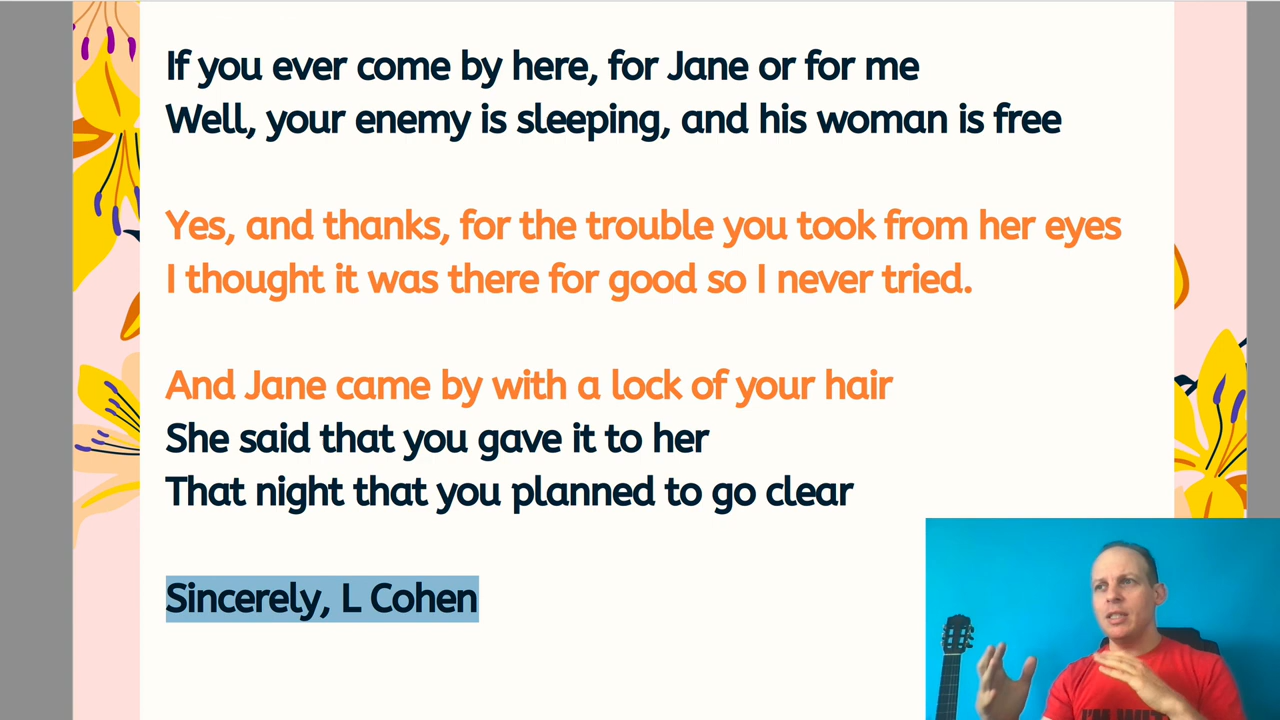 If you ever come by here, for Jane or for me
Well, your enemy is sleeping, and his woman is free
Yes, and thanks, for the trouble you took from her eyes
I thought it was there for good so I never tried.
And Jane came by with a lock of your hair
She said that you gave it to her
That night that you planned to go clear
Sincerely, L Cohen
I'M WITH